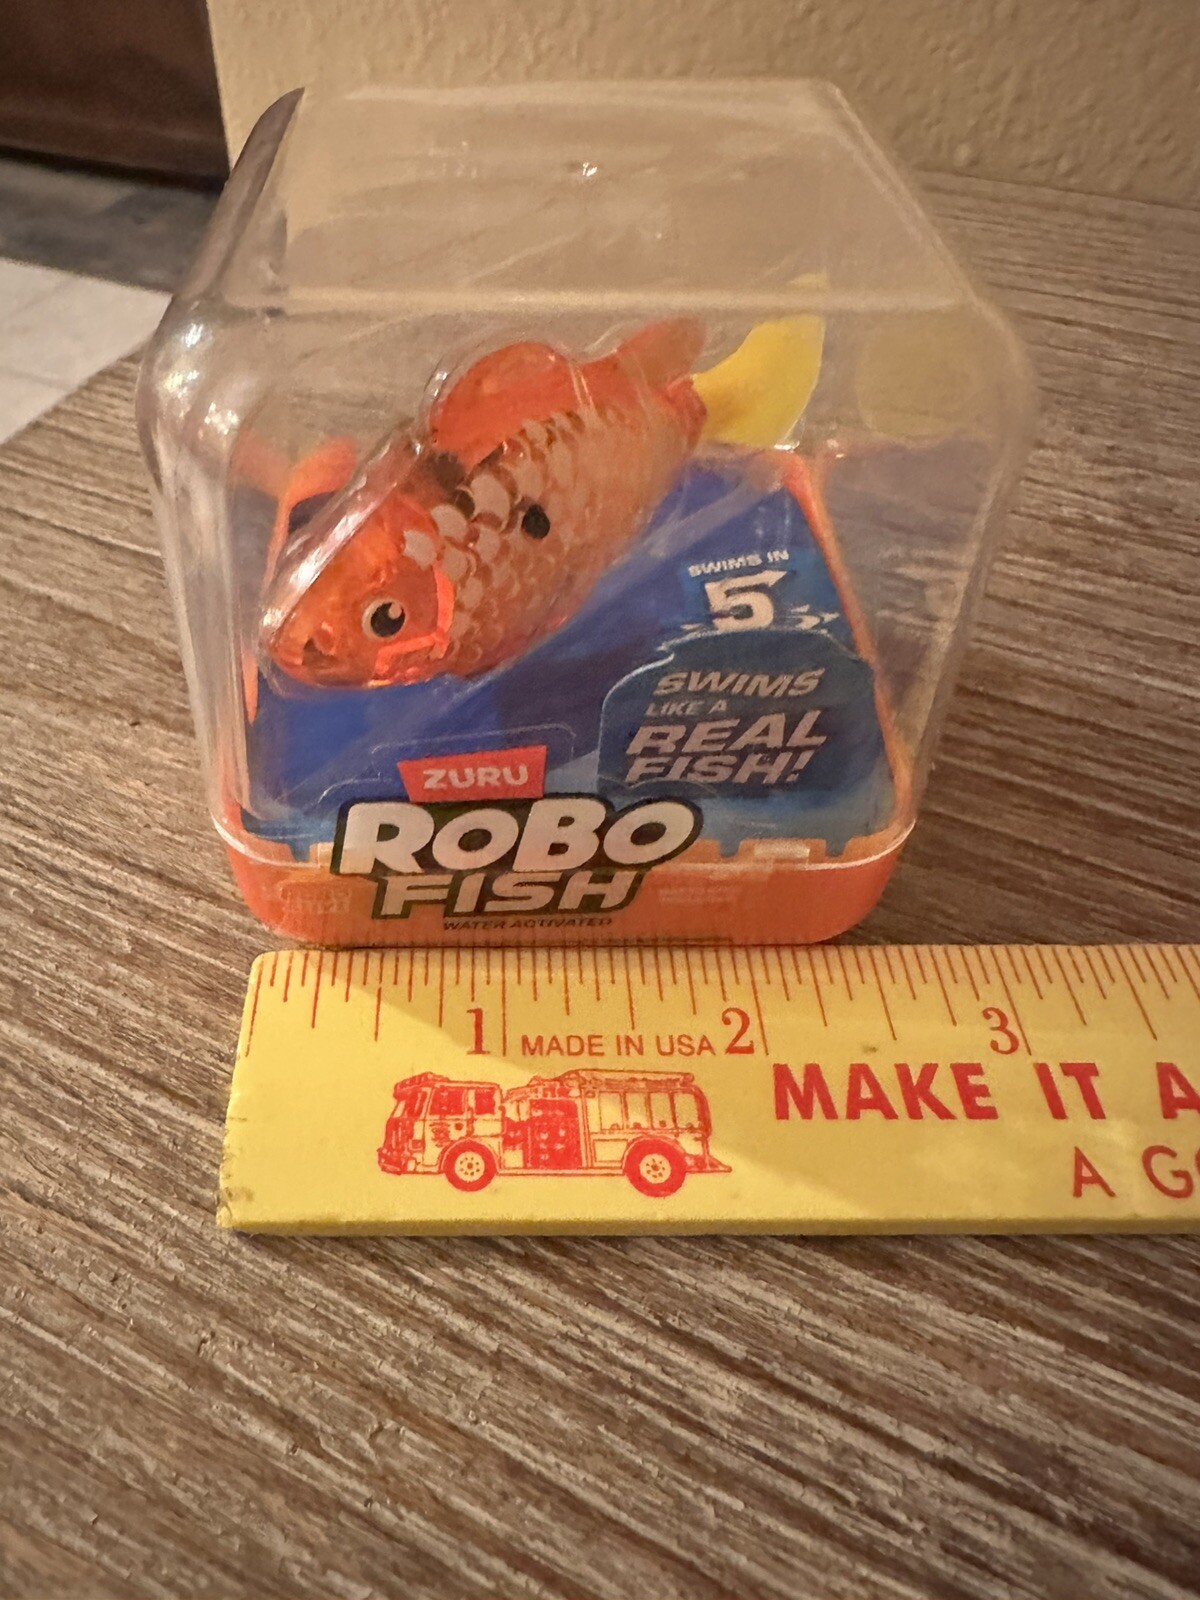 SWIMS IN
5
SWIMS
LIKE A
REAL
FISH!
ZURU
ROBO
FISH
WATER ACTIVATED
1 MADE IN USA 2 3
MAKE IT A
A G